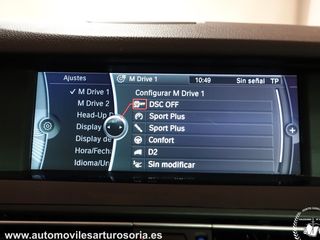 Ajustes
M Drive 1
10:49
Sin señal
TP
✓ M Drive 1
Configurar M Drive 1
M Drive 2
DSC OFF
Head-Up D
Sport Plus
Display de
Sport Plus
Display
Confort
Hora/Fecha
D2
Idioma/Un
Sin modificar
www.automovilesarturosoria.es